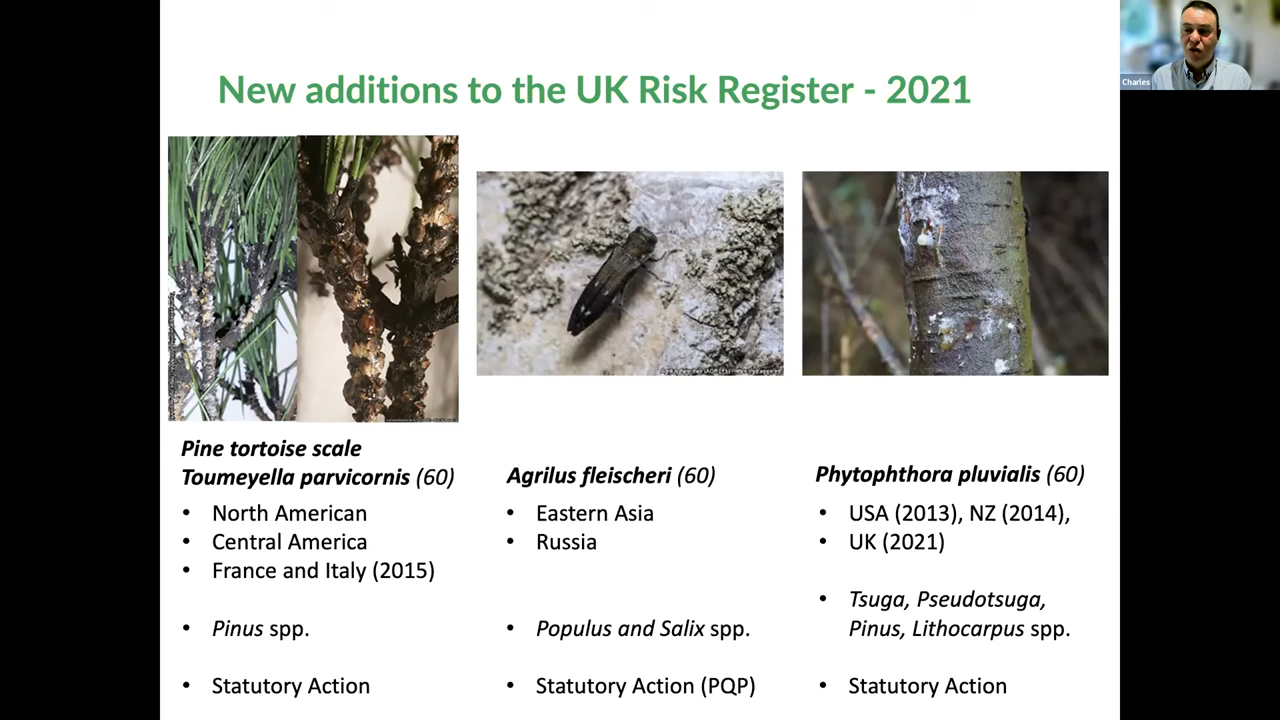 Charles
New additions to the UK Risk Register - 2021
Pine tortoise scale
Toumeyella parvicornis (60)
• North American
• Central America
• France and Italy (2015)
• Pinus spp.
• Statutory Action
Agrilus fleischeri (60)
• Eastern Asia
• Russia
• Populus and Salix spp.
• Statutory Action (PQP)
Phytophthora pluvialis (60)
• USA (2013), NZ (2014),
• UK (2021)
• Tsuga, Pseudotsuga,
Pinus, Lithocarpus spp.
• Statutory Action